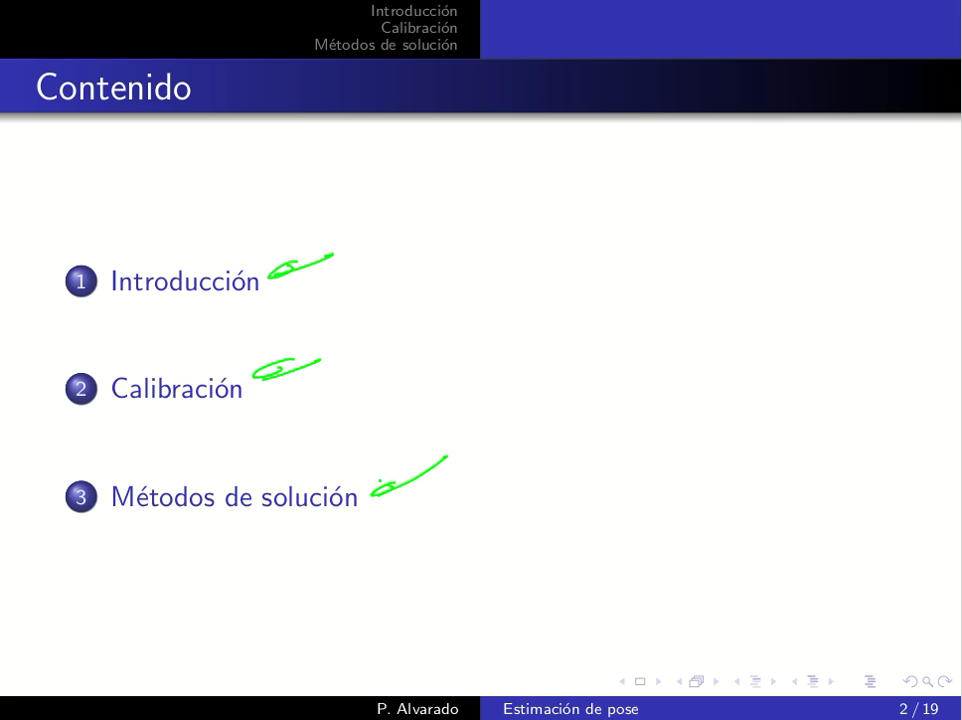 Introducción
Calibración
Métodos de solución
Contenido
1 Introducción
2 Calibración
3 Métodos de solución
P. Alvarado Estimación de pose 2 / 19